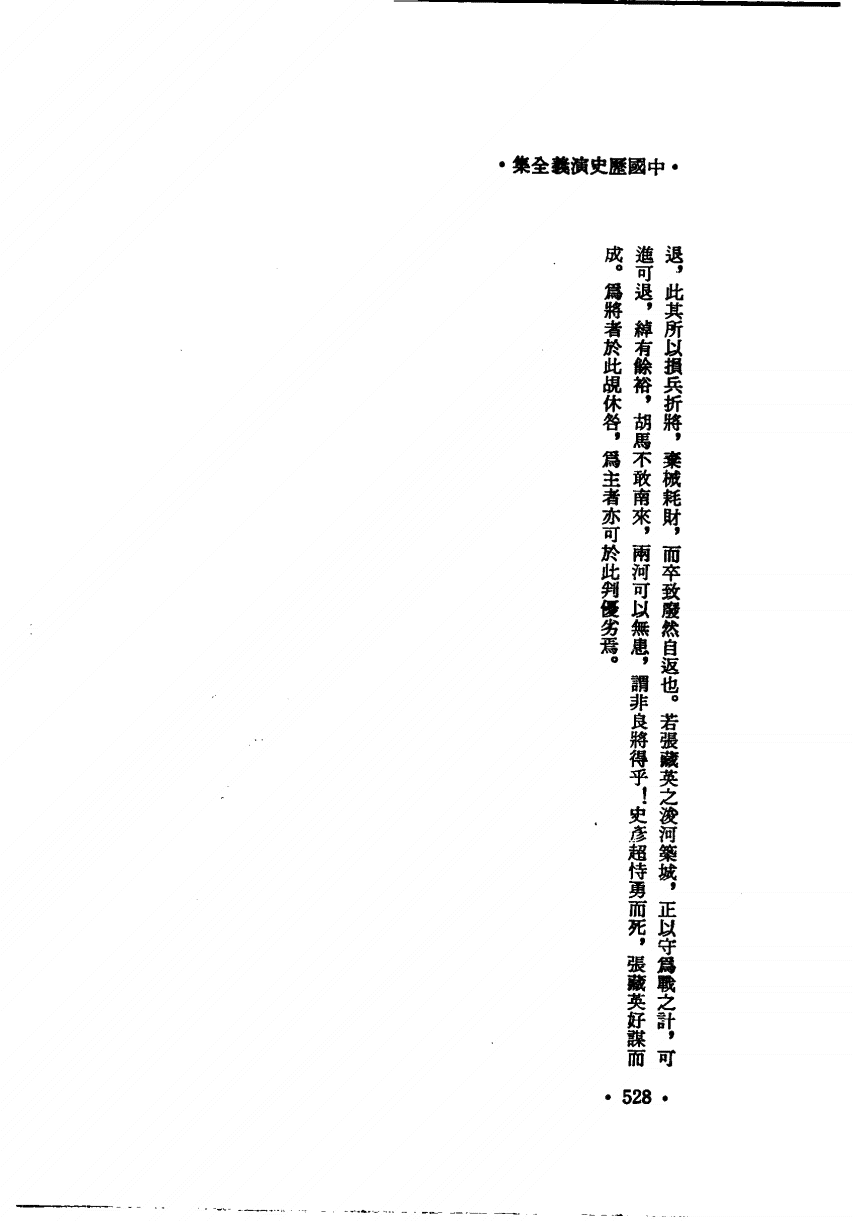 •中國歷史演義全集•
退，此其所以損兵折將，棄械耗財，而卒致廢然自返也。若張藏英之浚河築城，正以守爲戰之計，可
進可退，綽有餘裕，胡馬不敢南來，兩河可以無患，謂非良將得乎！史彥超恃勇而死，張藏英好謀而
成。爲將者於此覘休咎，爲主者亦可於此判優劣焉。
• 528 •